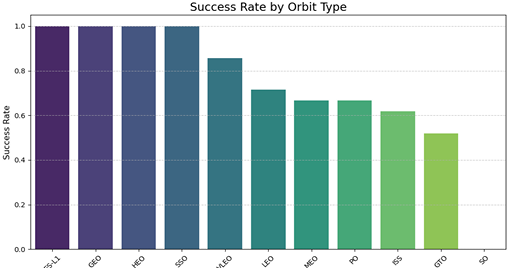 Success Rate by Orbit Type
Success Rate
1.0
0.8
0.6
0.4
0.2
0.0
GEO
HEO
SSO
LEO
MEO
PO
ISS
GTO
SO